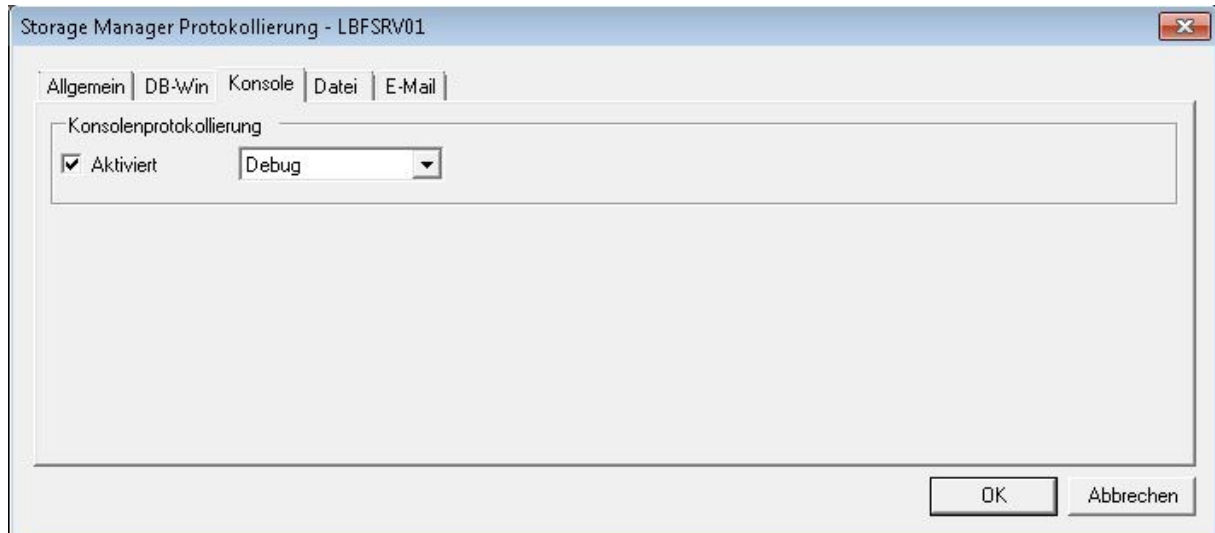 Storage Manager Protokollierung - LBFSRV01
Allgemein DB-Win Konsole Datei E-Mail
Konsolenprotokollierung
Aktiviert Debug
OK Abbrechen